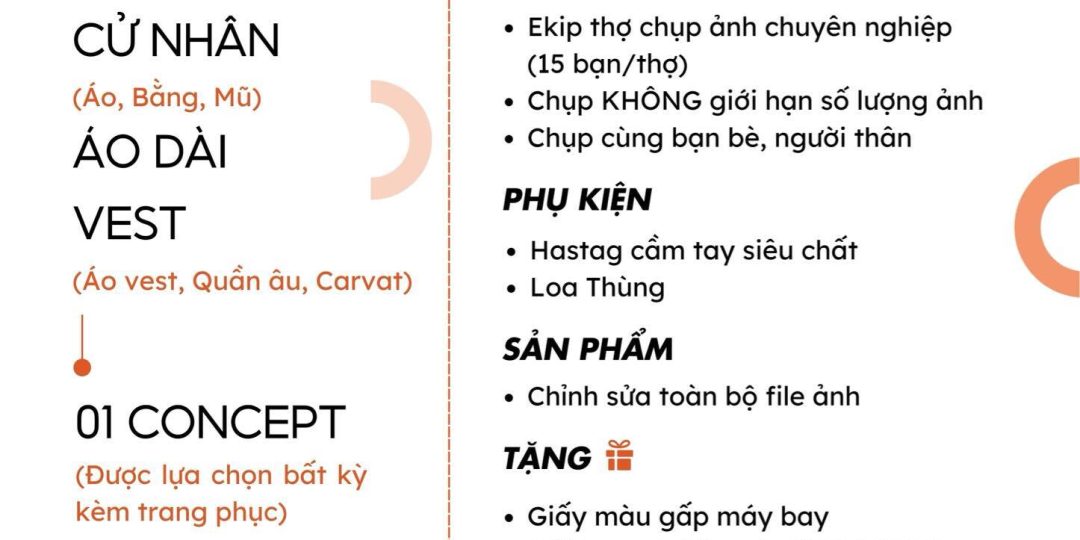 CỬ NHÂN
(Áo, Bằng, Mũ)
ÁO DÀI
VEST
(Áo vest, Quần âu, Carvat)
01 CONCEPT
(Được lựa chọn bất kỳ
kèm trang phục)
• Ekip thợ chụp ảnh chuyên nghiệp
(15 bạn/thợ)
• Chụp KHÔNG giới hạn số lượng ảnh
• Chụp cùng bạn bè, người thân
PHỤ KIỆN
• Hastag cầm tay siêu chất
• Loa Thùng
SẢN PHẨM
• Chỉnh sửa toàn bộ file ảnh
TẶNG
• Giấy màu gấp máy bay